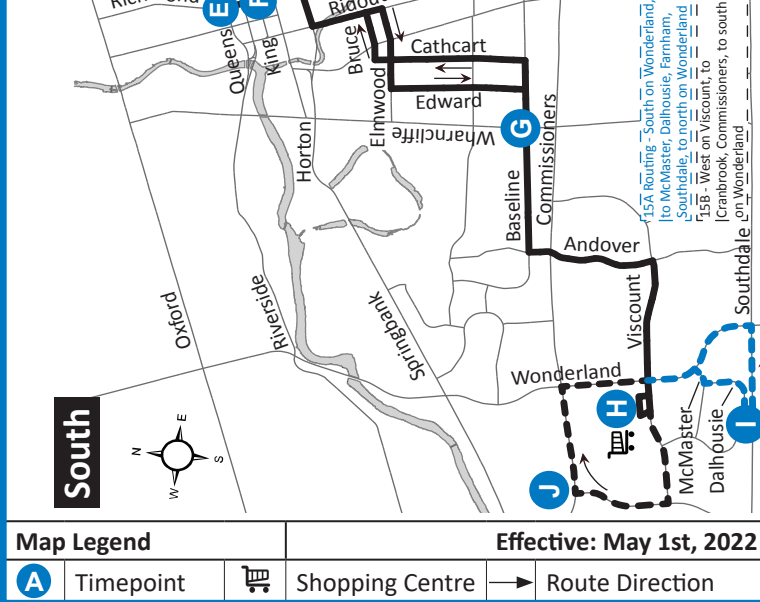 Richmond
Queens
E
F
King
Ridout
Bruce
Elmwood
Cathcart
Edward
Wharncliffe
G
Horton
Baseline
Commissioners
15A Routing - South on Wonderland,
to McMaster, Dalhousie, Farnham,
Southdale, to north on Wonderland
15B - West on Viscount, to
Cranbrook, Commissioners, to south
on Wonderland
Andover
Southdale
Oxford
Riverside
Springbank
Viscount
Wonderland
South
N
E
S
W
H
McMaster
Dalhousie
I
J
Map Legend
Effective: May 1st, 2022
A Timepoint
Shopping Centre
Route Direction